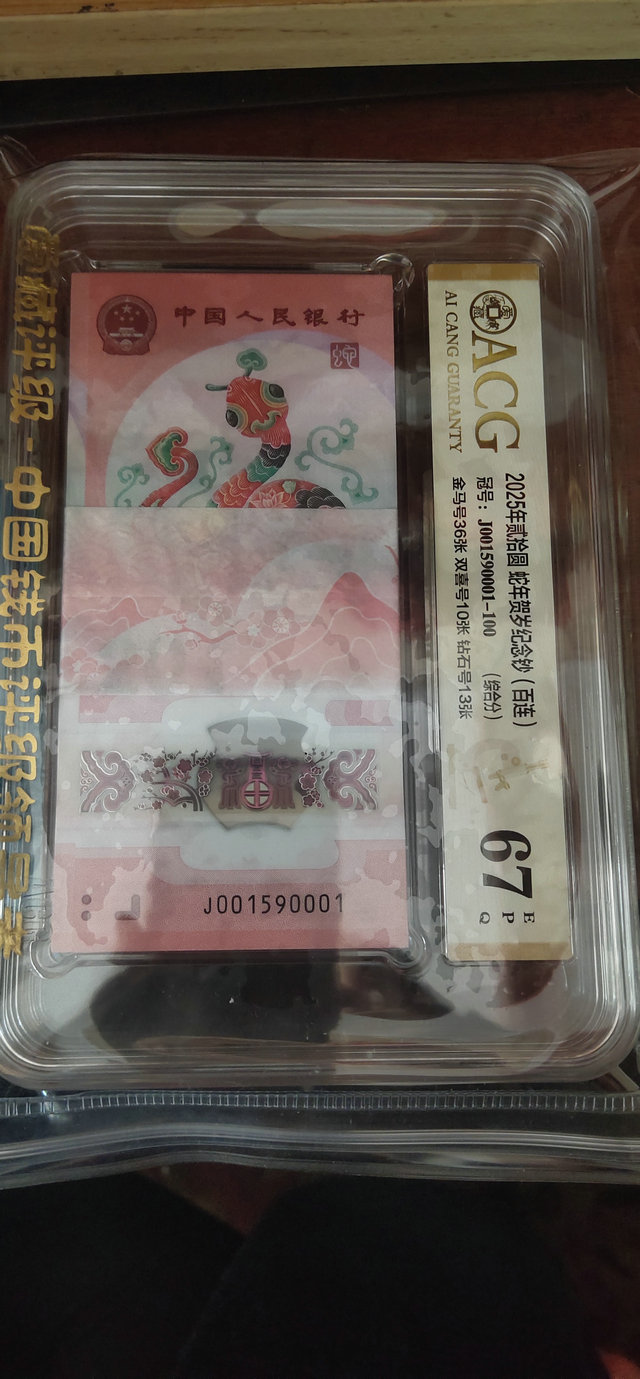 爱藏评级-中国钱币评级领导者
中国人民银行
J001590001
ACG
AI CANG GUARANTY
2025年贰拾圆 蛇年贺岁纪念钞（百连）
冠号：J001590001-100 （综合分）
金马号36张 双喜号10张 钻石号13张
67
E
P
Q